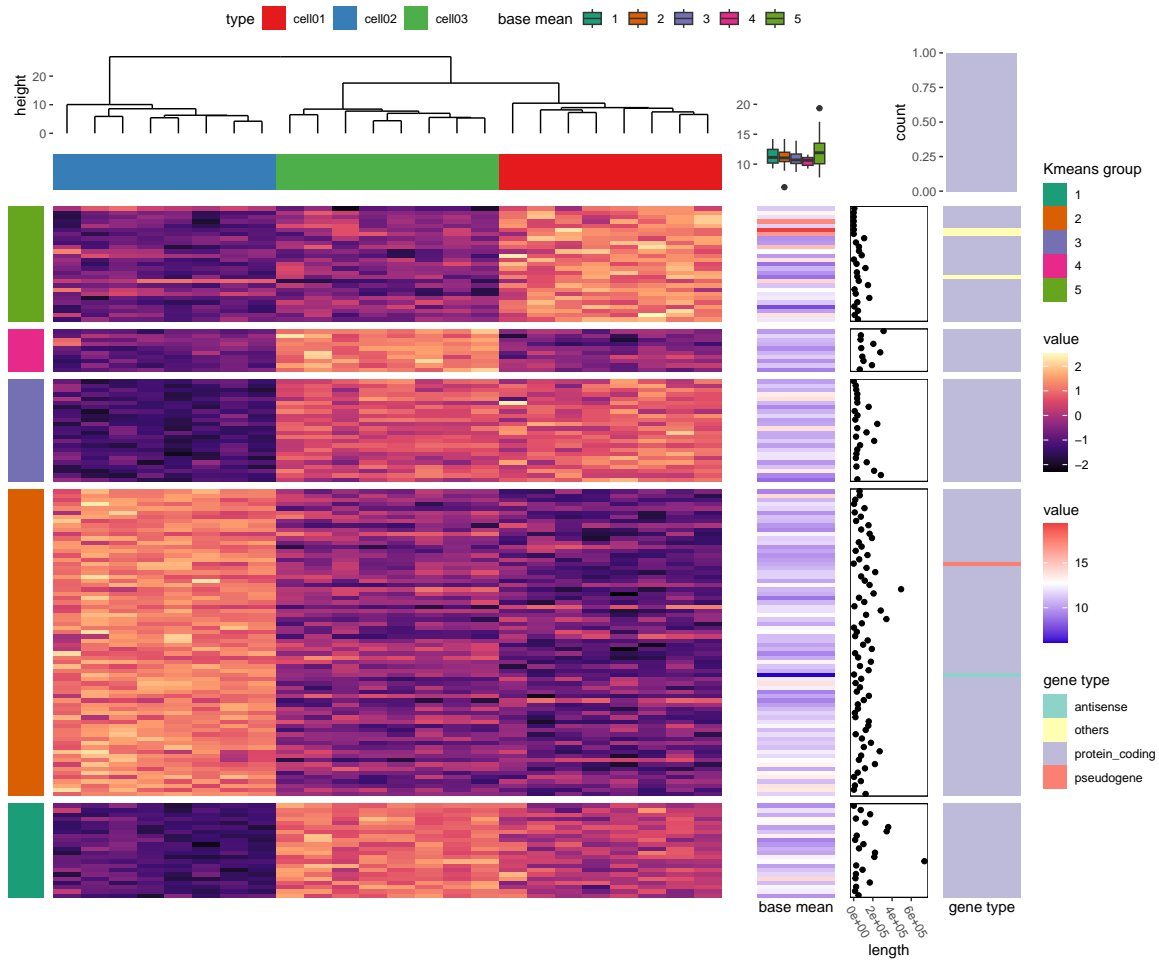 type cell01 cell02 cell03 base mean 1 2 3 4 5
height
20
10
0
20
15
10
count
1.00
0.75
0.50
0.25
0.00
Kmeans group
1
2
3
4
5
value
2
1
0
−1
−2
value
15
10
gene type
antisense
others
protein_coding
pseudogene
base mean
0e+00
2e+05
4e+05
6e+05
length
gene type